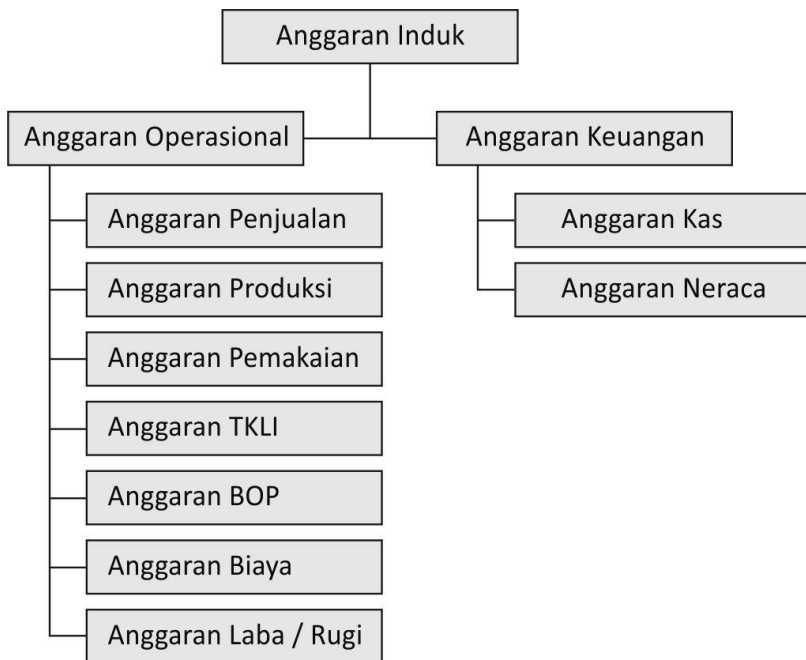 Anggaran Induk
Anggaran Operasional
Anggaran Keuangan
Anggaran Penjualan
Anggaran Kas
Anggaran Produksi
Anggaran Neraca
Anggaran Pemakaian
Anggaran TKLI
Anggaran BOP
Anggaran Biaya
Anggaran Laba / Rugi